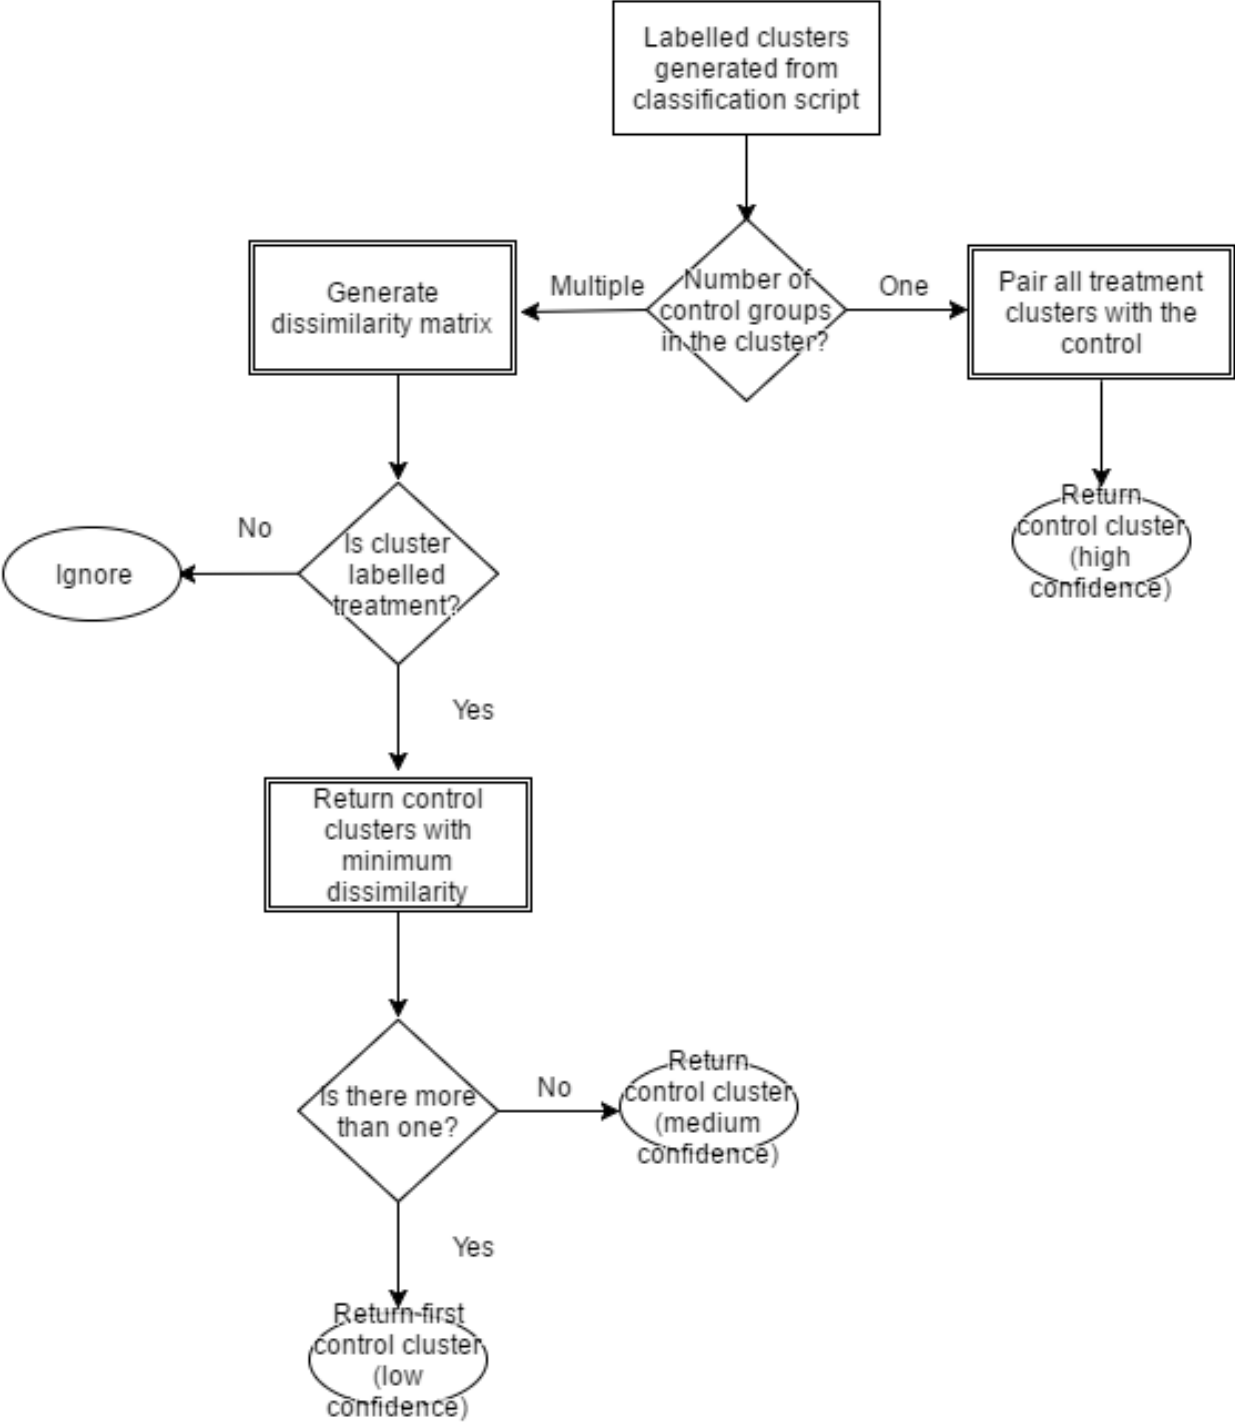 Labelled clusters
generated from
classification script
Generate
dissimilarity matrix
Multiple
Number of
control groups
in the cluster?
One
Pair all treatment
clusters with the
control
Return
control cluster
(high
confidence)
No
Ignore
Is cluster
labelled
treatment?
Yes
Return control
clusters with
minimum
dissimilarity
Is there more
than one?
No
Return
control cluster
(medium
confidence)
Yes
Return first
control cluster
(low
confidence)